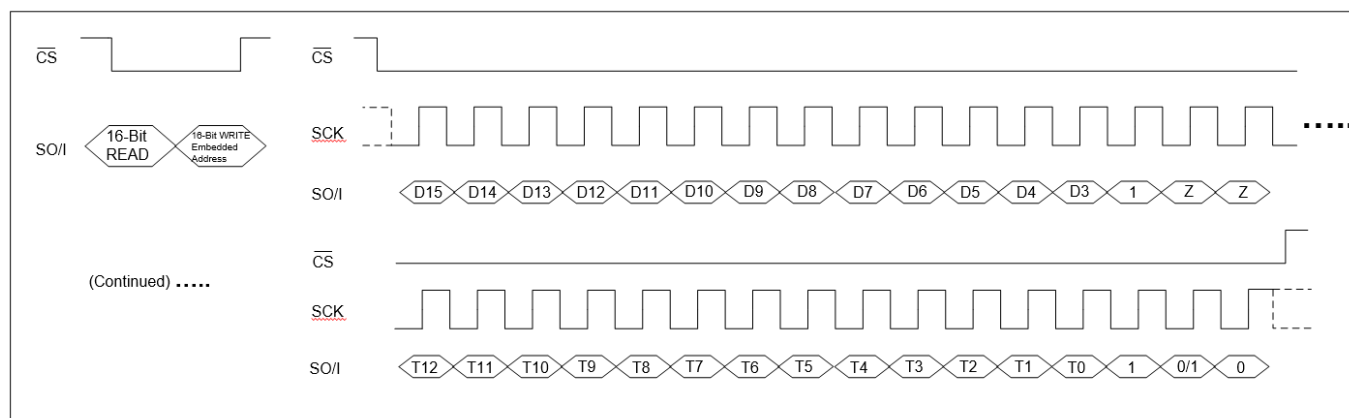 CS
CS
SO/I
16-Bit
READ
16-Bit WRITE
Embedded
Address
SCK
.....
SO/I
D15 D14 D13 D12 D11 D10 D9 D8 D7 D6 D5 D4 D3 1 Z Z
CS
(Continued) .....
SCK
SO/I
T12 T11 T10 T9 T8 T7 T6 T5 T4 T3 T2 T1 T0 1 0/1 0